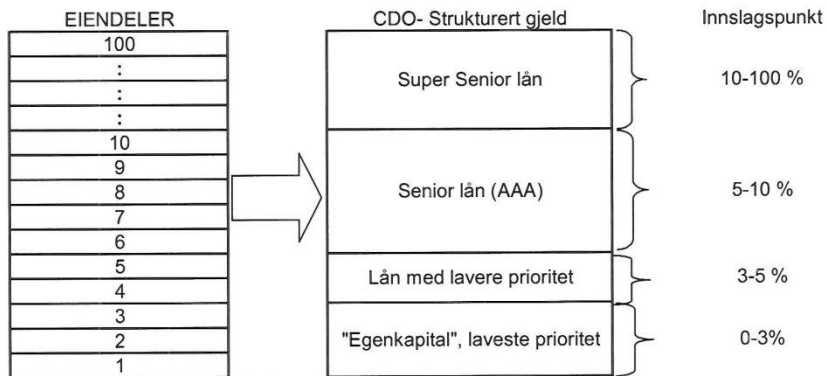 EIENDELER
100
:
:
:
10
9
8
7
6
5
4
3
2
1
CDO- Strukturert gjeld
Super Senior lån
Senior lån (AAA)
Lån med lavere prioritet
"Egenkapital", laveste prioritet
Innslagspunkt
10-100 %
5-10 %
3-5 %
0-3%